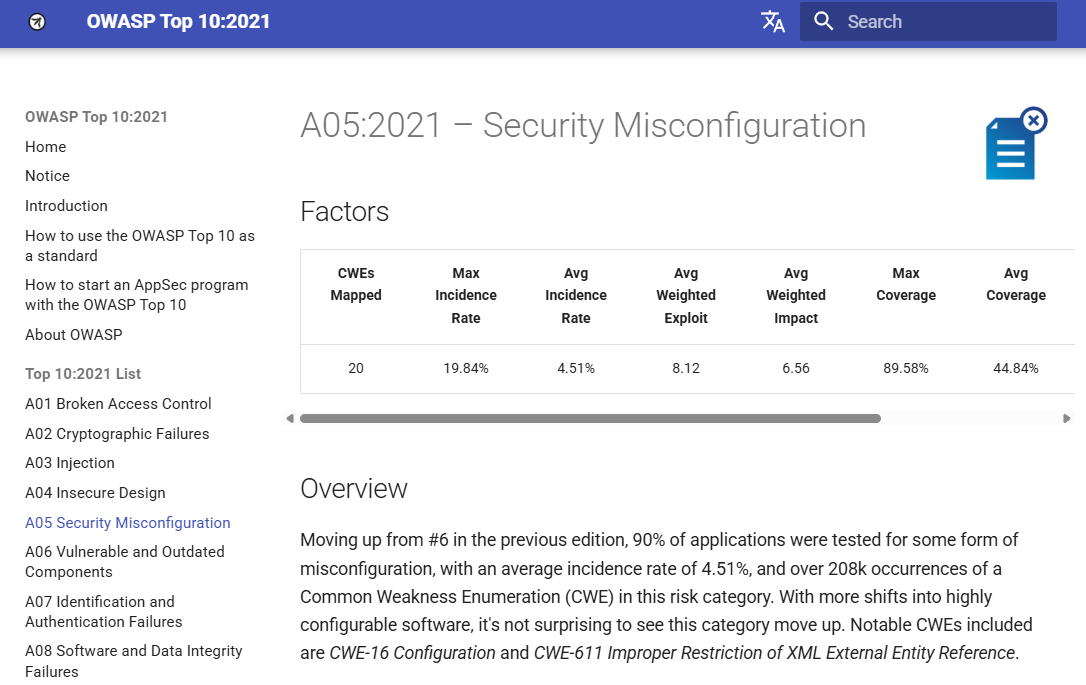 OWASP Top 10:2021
Search
OWASP Top 10:2021
Home
Notice
Introduction
How to use the OWASP Top 10 as
a standard
How to start an AppSec program
with the OWASP Top 10
About OWASP
Top 10:2021 List
A01 Broken Access Control
A02 Cryptographic Failures
A03 Injection
A04 Insecure Design
A05 Security Misconfiguration
A06 Vulnerable and Outdated
Components
A07 Identification and
Authentication Failures
A08 Software and Data Integrity
Failures
A05:2021 – Security Misconfiguration
Factors
CWEs Mapped
Max Incidence Rate
Avg Incidence Rate
Avg Weighted Exploit
Avg Weighted Impact
Max Coverage
Avg Coverage
20 19.84% 4.51% 8.12 6.56 89.58% 44.84%
Overview
Moving up from #6 in the previous edition, 90% of applications were tested for some form of
misconfiguration, with an average incidence rate of 4.51%, and over 208k occurrences of a
Common Weakness Enumeration (CWE) in this risk category. With more shifts into highly
configurable software, it's not surprising to see this category move up. Notable CWEs included
are CWE-16 Configuration and CWE-611 Improper Restriction of XML External Entity Reference.